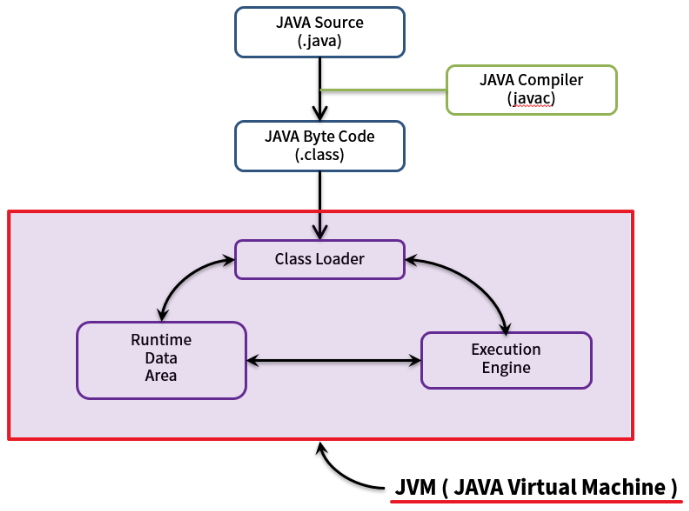 JAVA Source
(.java)
JAVA Compiler
(javac)
JAVA Byte Code
(.class)
Class Loader
Runtime
Data
Area
Execution
Engine
JVM ( JAVA Virtual Machine )